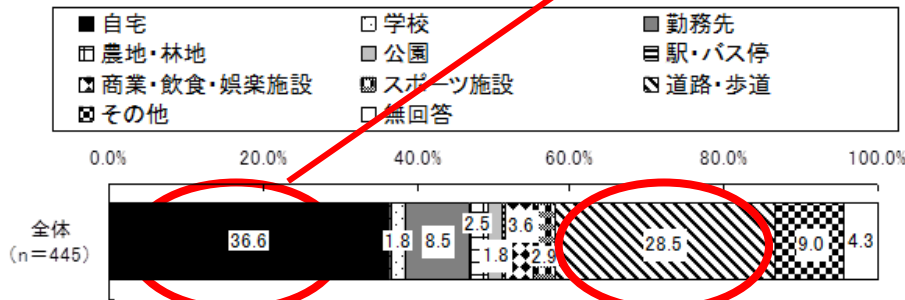 ■自宅 □学校 ■勤務先
農地・林地 公園 駅・バス停
商業・飲食・娯楽施設 スポーツ施設 道路・歩道
その他 無回答
0.0% 20.0% 40.0% 60.0% 80.0% 100.0%
全体
(n=445)
36.6 1.8 8.5 2.5 1.8 3.6 2.9 28.5 9.0 4.3